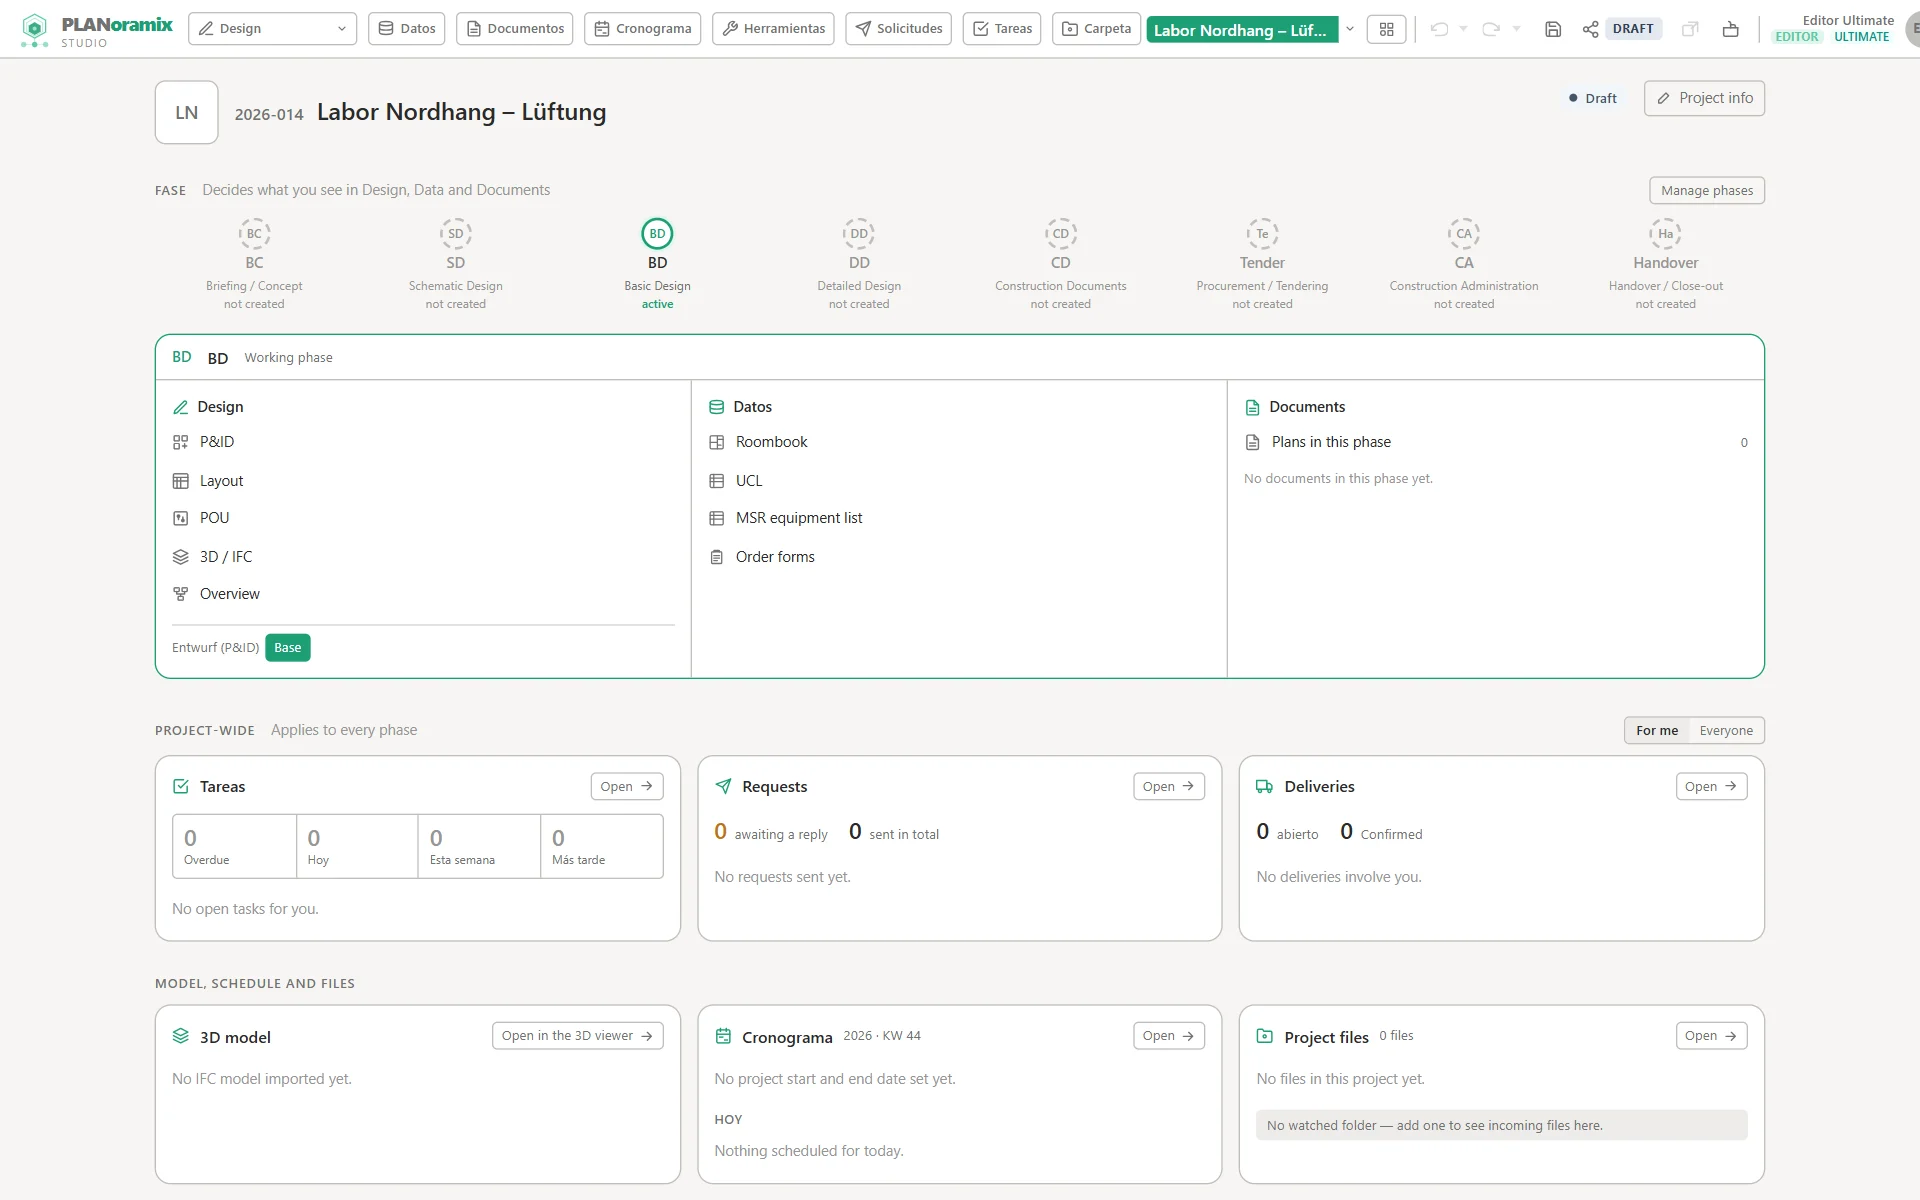 PLANoramix
STUDIO
Design
Datos
Documentos
Cronograma
Herramientas
Solicitudes
Tareas
Carpeta
Labor Nordhang – Lüf...
DRAFT
Editor Ultimate
EDITOR ULTIMATE
LN
2026-014 Labor Nordhang – Lüftung
Draft
Project info
FASE Decides what you see in Design, Data and Documents
Manage phases
BC
BC
Briefing / Concept
not created
SD
SD
Schematic Design
not created
BD
BD
Basic Design
active
DD
DD
Detailed Design
not created
CD
CD
Construction Documents
not created
Te
Tender
Procurement / Tendering
not created
CA
CA
Construction Administration
not created
Ha
Handover
Handover / Close-out
not created
BD BD Working phase
Design
P&ID
Layout
POU
3D / IFC
Overview
Entwurf (P&ID) Base
Datos
Roombook
UCL
MSR equipment list
Order forms
Documents
Plans in this phase 0
No documents in this phase yet.
PROJECT-WIDE Applies to every phase
For me Everyone
Tareas
Open
0
Overdue
0
Hoy
0
Esta semana
0
Más tarde
No open tasks for you.
Requests
Open
0 awaiting a reply 0 sent in total
No requests sent yet.
Deliveries
Open
0 abierto 0 Confirmed
No deliveries involve you.
MODEL, SCHEDULE AND FILES
3D model
Open in the 3D viewer
No IFC model imported yet.
Cronograma 2026 · KW 44
Open
No project start and end date set yet.
HOY
Nothing scheduled for today.
Project files 0 files
Open
No files in this project yet.
No watched folder — add one to see incoming files here.